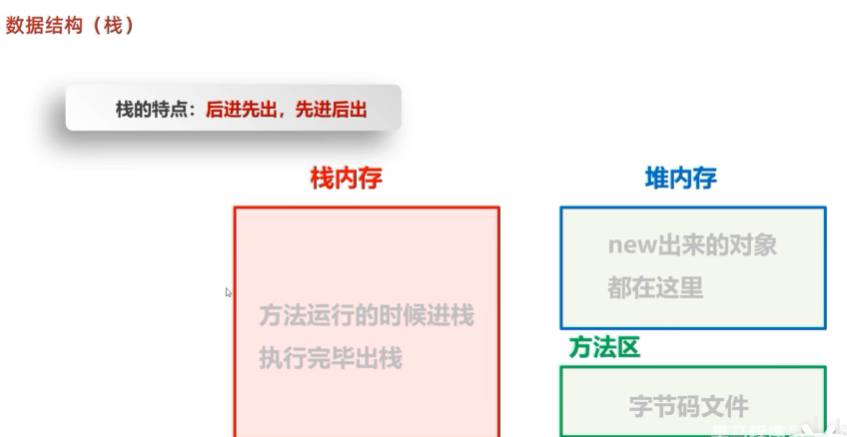 数据结构（栈）
栈的特点：后进先出，先进后出
栈内存
堆内存
new出来的对象
都在这里
方法运行的时候进栈
执行完毕出栈
方法区
字节码文件